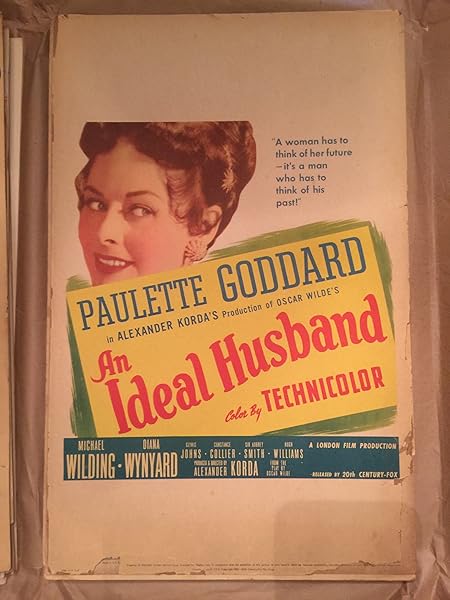 "A woman has to
think of her future
—it's a man
who has to
think of his
past!"
PAULETTE GODDARD
in ALEXANDER KORDA'S Production of OSCAR WILDE'S
An
Ideal Husband
Color By TECHNICOLOR
MICHAEL WILDING · DIANA WYNYARD
GLYNIS JOHNS · CONSTANCE COLLIER · SIR AUBREY SMITH · HUGH WILLIAMS
PRODUCED & DIRECTED BY ALEXANDER KORDA FROM THE PLAY BY OSCAR WILDE
A LONDON FILM PRODUCTION
RELEASED BY 20th CENTURY-FOX